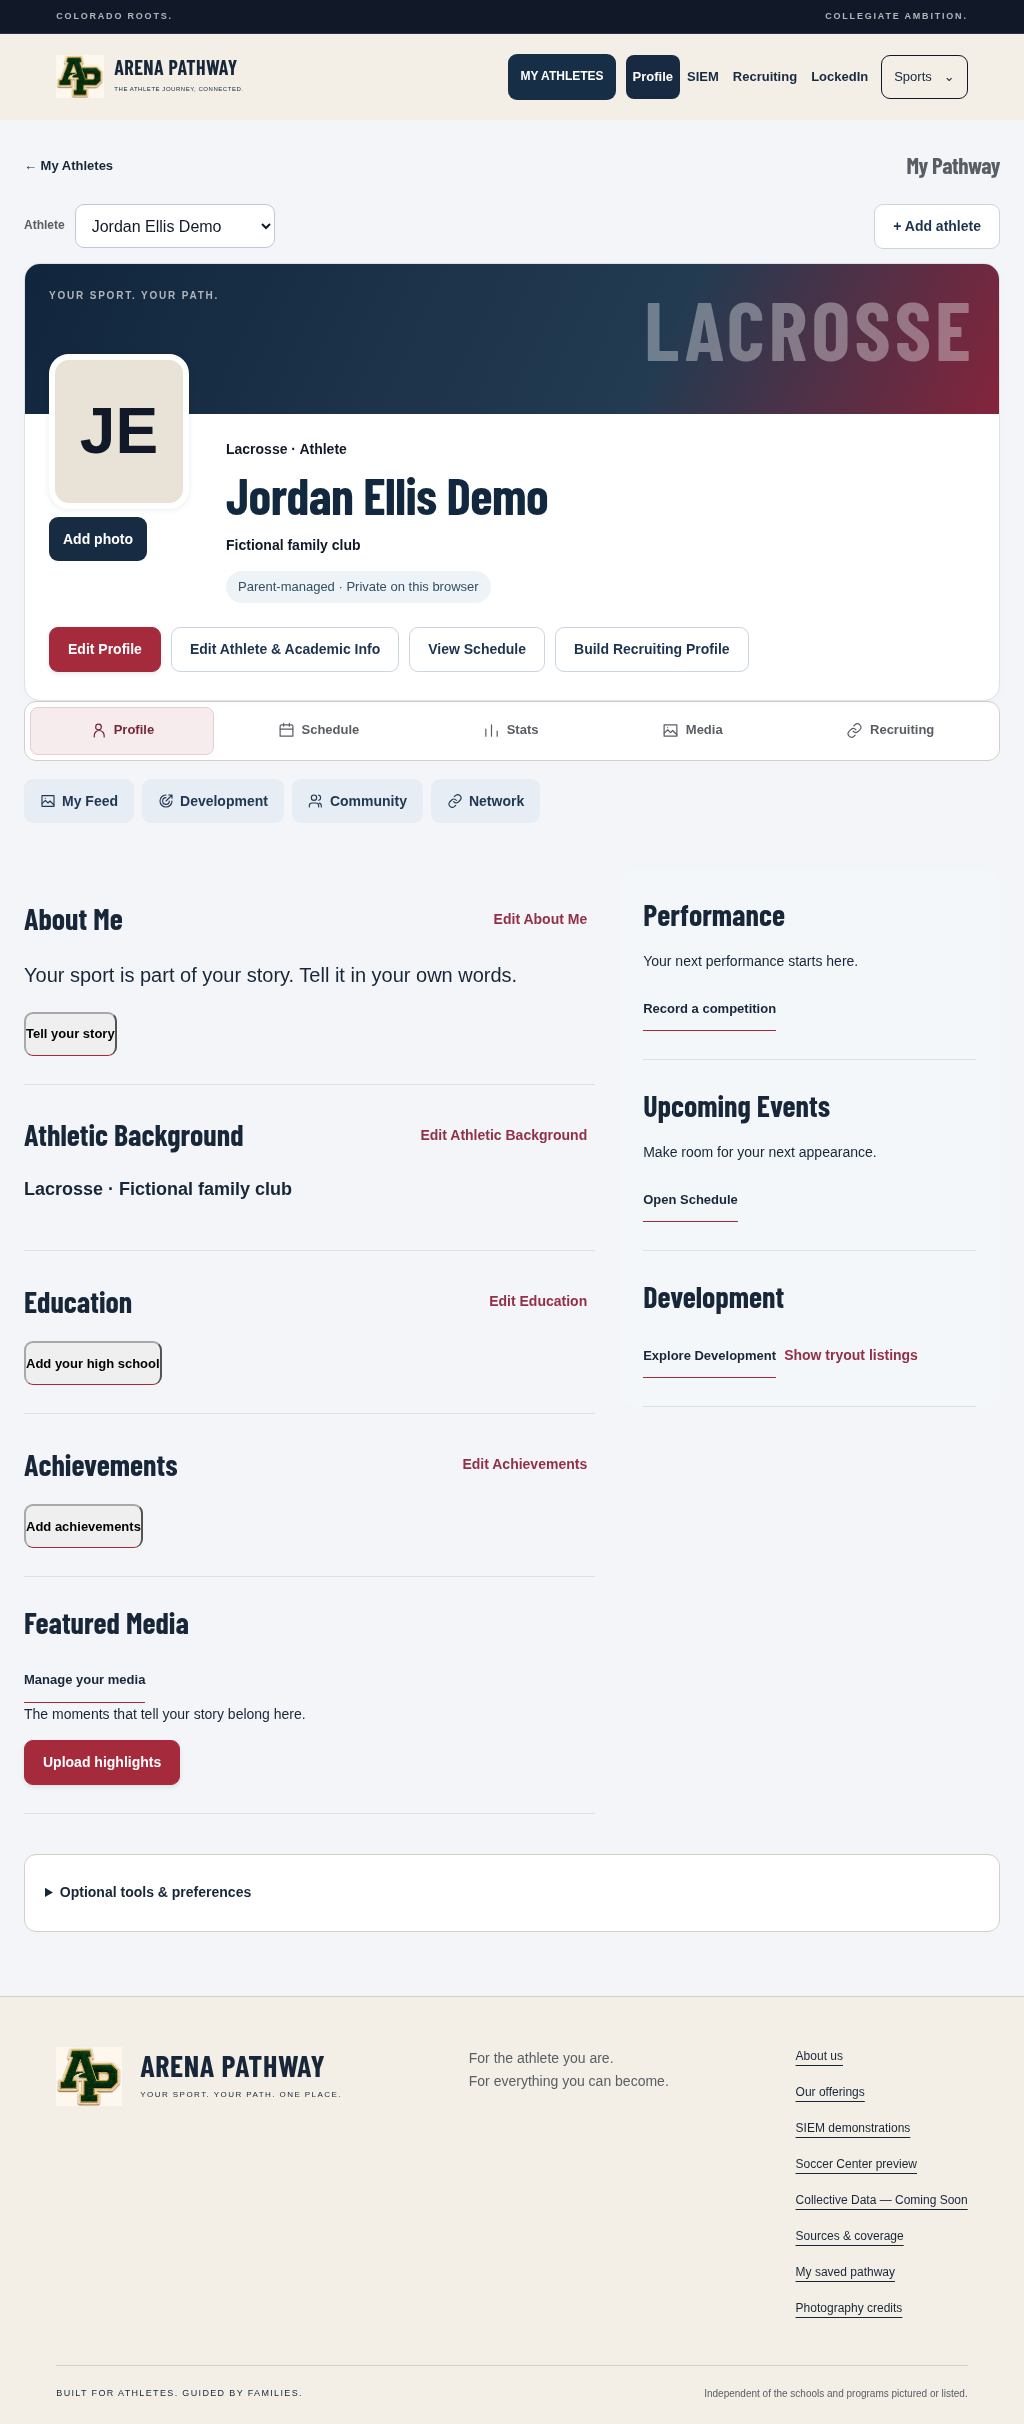 COLORADO ROOTS.
COLLEGIATE AMBITION.
AP
ARENA PATHWAY
THE ATHLETE JOURNEY, CONNECTED.
MY ATHLETES
Profile
SIEM
Recruiting
LockedIn
Sports
← My Athletes
My Pathway
Athlete
Jordan Ellis Demo
+ Add athlete
YOUR SPORT. YOUR PATH.
LACROSSE
JE
Add photo
Lacrosse · Athlete
Jordan Ellis Demo
Fictional family club
Parent-managed · Private on this browser
Edit Profile
Edit Athlete & Academic Info
View Schedule
Build Recruiting Profile
Profile
Schedule
Stats
Media
Recruiting
My Feed
Development
Community
Network
About Me
Edit About Me
Your sport is part of your story. Tell it in your own words.
Tell your story
Athletic Background
Edit Athletic Background
Lacrosse · Fictional family club
Education
Edit Education
Add your high school
Achievements
Edit Achievements
Add achievements
Featured Media
Manage your media
The moments that tell your story belong here.
Upload highlights
Performance
Your next performance starts here.
Record a competition
Upcoming Events
Make room for your next appearance.
Open Schedule
Development
Explore Development
Show tryout listings
Optional tools & preferences
AP
ARENA PATHWAY
YOUR SPORT. YOUR PATH. ONE PLACE.
For the athlete you are.
For everything you can become.
About us
Our offerings
SIEM demonstrations
Soccer Center preview
Collective Data — Coming Soon
Sources & coverage
My saved pathway
Photography credits
BUILT FOR ATHLETES. GUIDED BY FAMILIES.
Independent of the schools and programs pictured or listed.